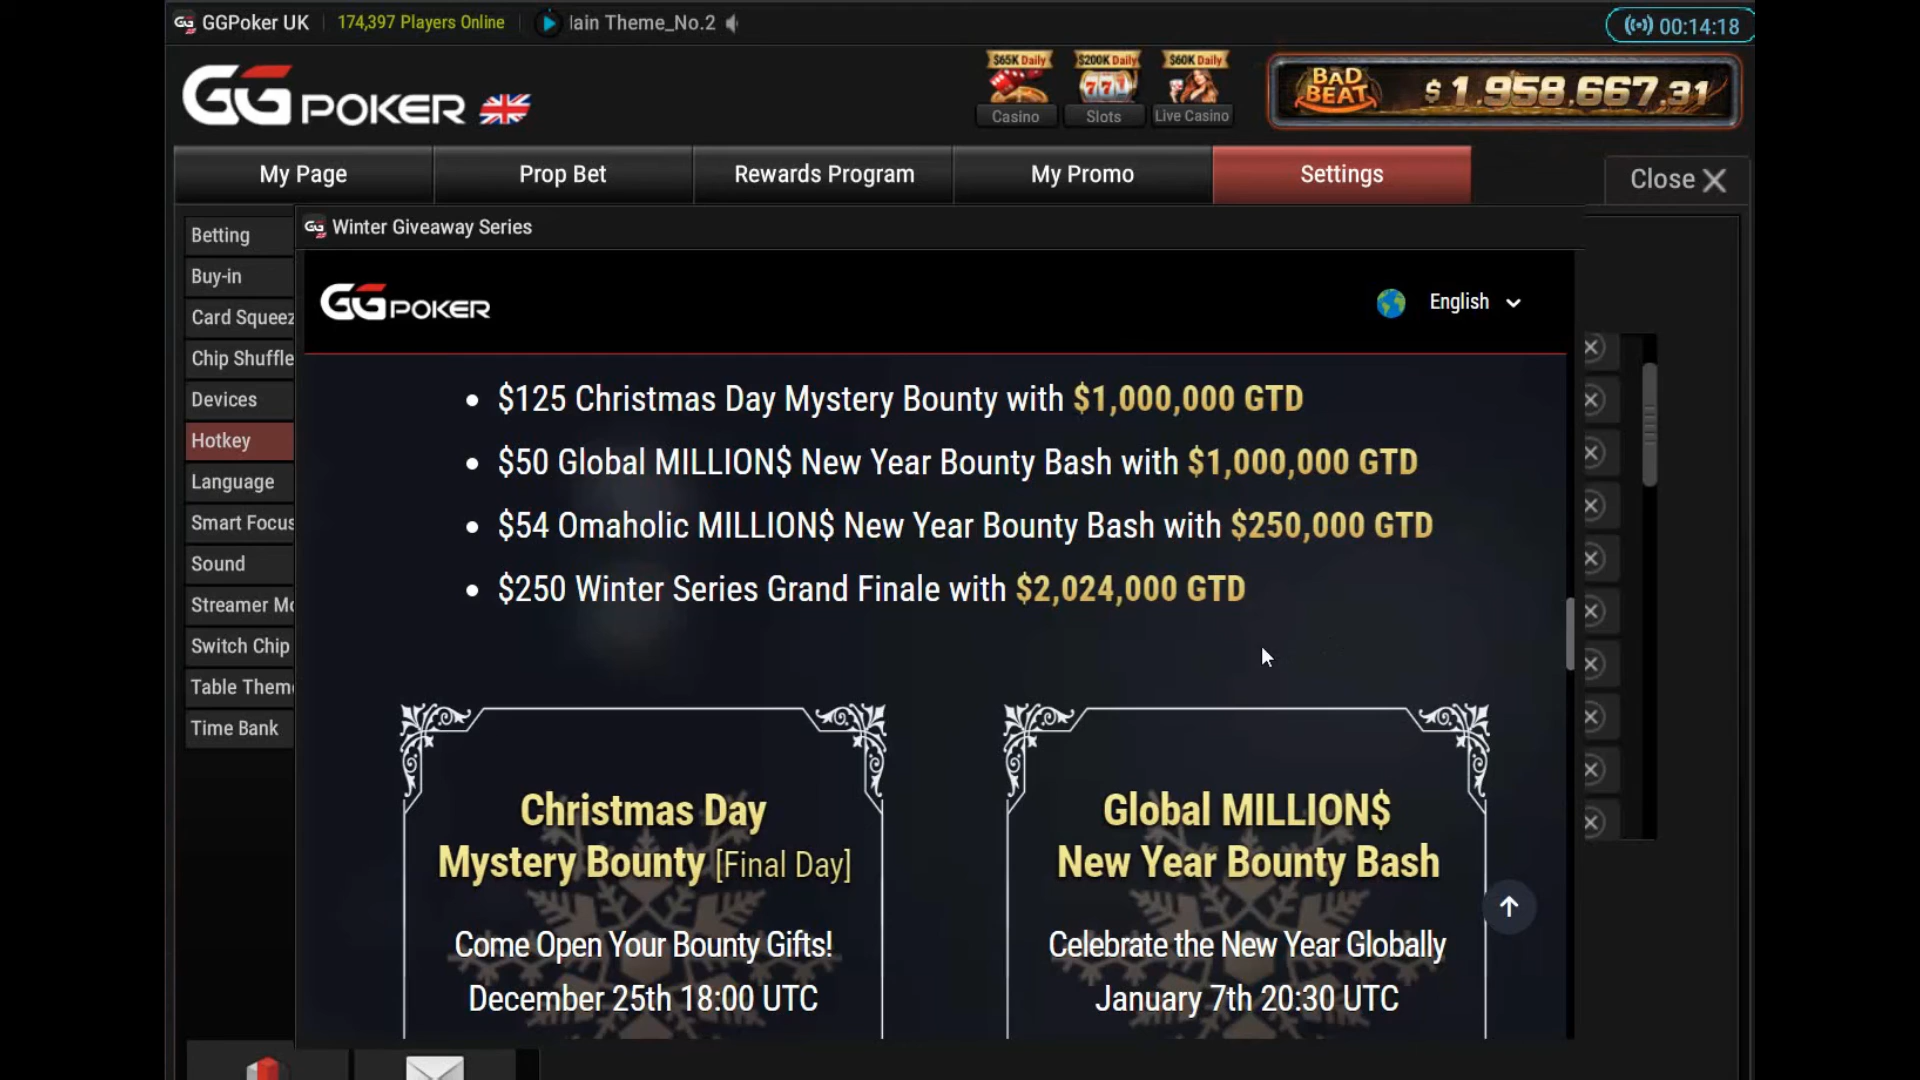 GGPoker UK
174,397 Players Online
lain Theme_No.2
00:14:18
GG POKER
$65K Daily
Casino
$200K Daily
777
Slots
$60K Daily
Live Casino
BAD BEAT
$ 1,958,667.31
My Page
Prop Bet
Rewards Program
My Promo
Settings
Close
Betting
Buy-in
Card Squeez
Chip Shuffle
Devices
Hotkey
Language
Smart Focus
Sound
Streamer Mo
Switch Chip
Table Theme
Time Bank
Winter Giveaway Series
GG POKER
English
• $125 Christmas Day Mystery Bounty with $1,000,000 GTD
• $50 Global MILLION$ New Year Bounty Bash with $1,000,000 GTD
• $54 Omaholic MILLION$ New Year Bounty Bash with $250,000 GTD
• $250 Winter Series Grand Finale with $2,024,000 GTD
Christmas Day
Mystery Bounty [Final Day]
Come Open Your Bounty Gifts!
December 25th 18:00 UTC
Global MILLION$
New Year Bounty Bash
Celebrate the New Year Globally
January 7th 20:30 UTC